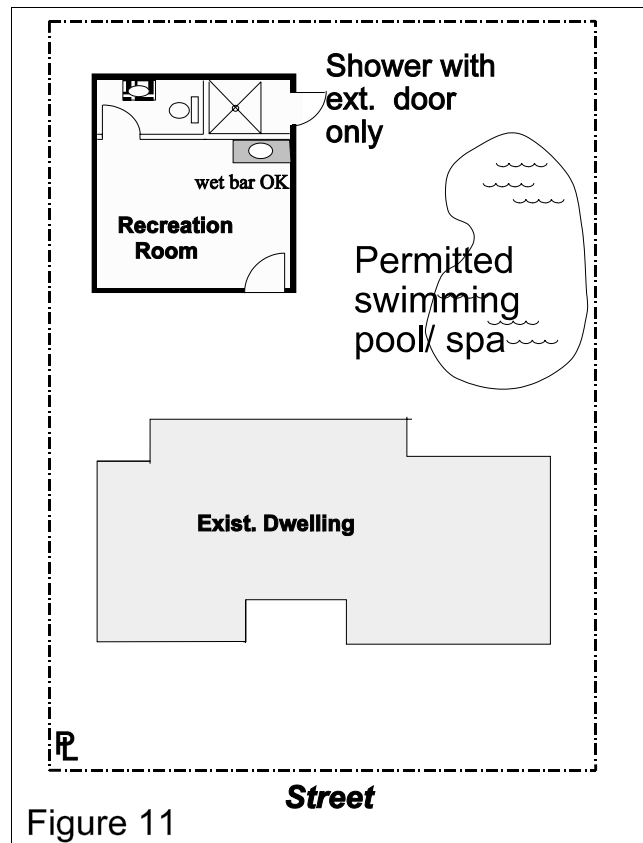 Shower with
ext. door
only
wet bar OK
Recreation
Room
Permitted
swimming
pool/ spa
Exist. Dwelling
PL
Street
Figure 11